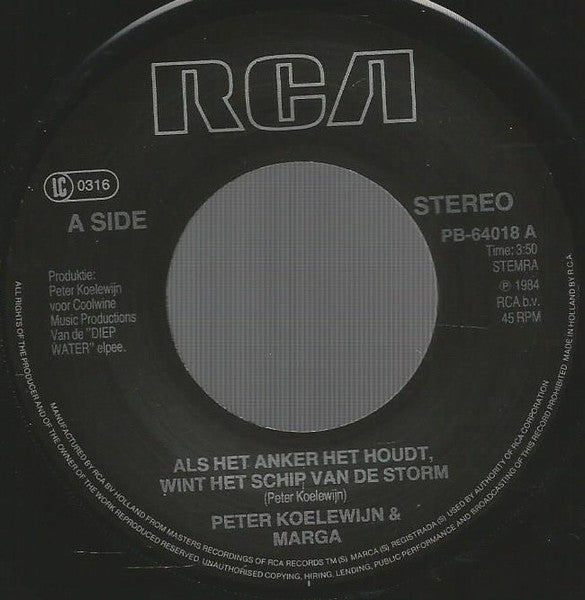 RCA
LC 0316
A SIDE
STEREO
PB-64018 A
Time: 3:50
STEMRA
℗ 1984
RCA b.v.
45 RPM
Produktie:
Peter Koelewijn
voor Coolwine
Music Productions
Van de "DIEP
WATER" elpee.
ALS HET ANKER HET HOUDT,
WINT HET SCHIP VAN DE STORM
(Peter Koelewijn)
PETER KOELEWIJN &
MARGA
MANUFACTURED BY RCA BV HOLLAND FROM MASTERS RECORDINGS OF RCA RECORDS TM (S) MARCA (S) REGISTRADA (S) USED BY AUTHORITY OF RCA CORPORATION
ALL RIGHTS OF THE PRODUCER AND OF THE OWNER OF THE WORK REPRODUCED RESERVED. UNAUTHORISED COPYING, HIRING, LENDING, PUBLIC PERFORMANCE AND BROADCASTING OF THIS RECORD PROHIBITED. MADE IN HOLLAND BY R.C.A.